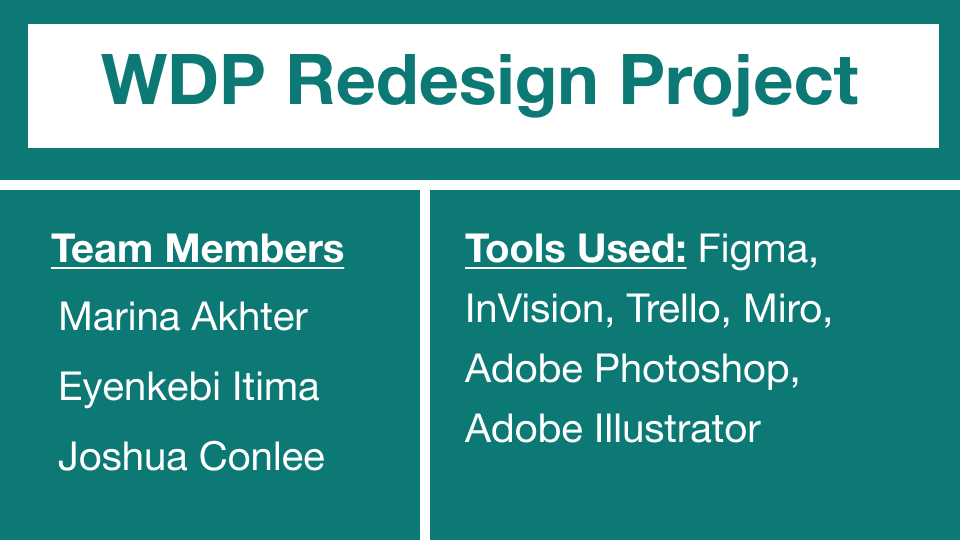 WDP Redesign Project
Team Members
Marina Akhter
Eyenkebi Itima
Joshua Conlee
Tools Used: Figma,
InVision, Trello, Miro,
Adobe Photoshop,
Adobe Illustrator